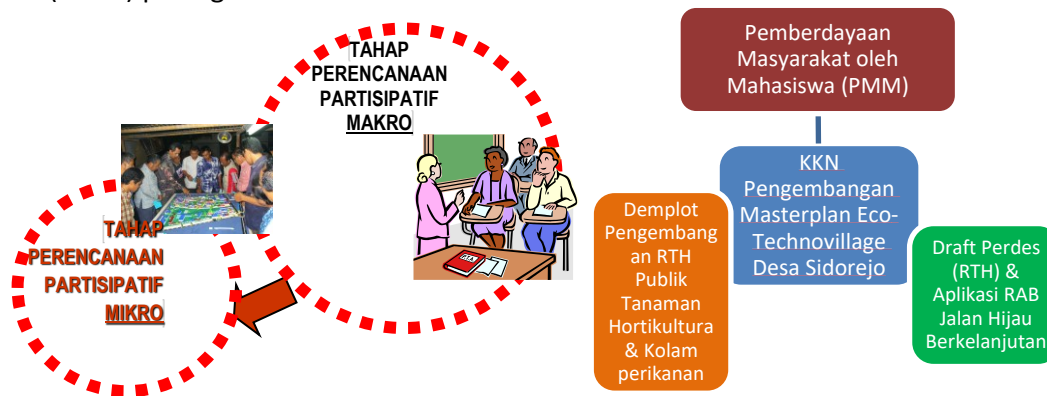 TAHAP
PERENCANAAN
PARTISIPATIF
MAKRO
TAHAP
PERENCANAAN
PARTISIPATIF
MIKRO
Pemberdayaan
Masyarakat oleh
Mahasiswa (PMM)
KKN
Pengembangan
Masterplan Eco-
Technovillage
Desa Sidorejo
Demplot
Pengembang
an RTH
Publik
Tanaman
Hortikultura
& Kolam
perikanan
Draft Perdes
(RTH) &
Aplikasi RAB
Jalan Hijau
Berkelanjutan